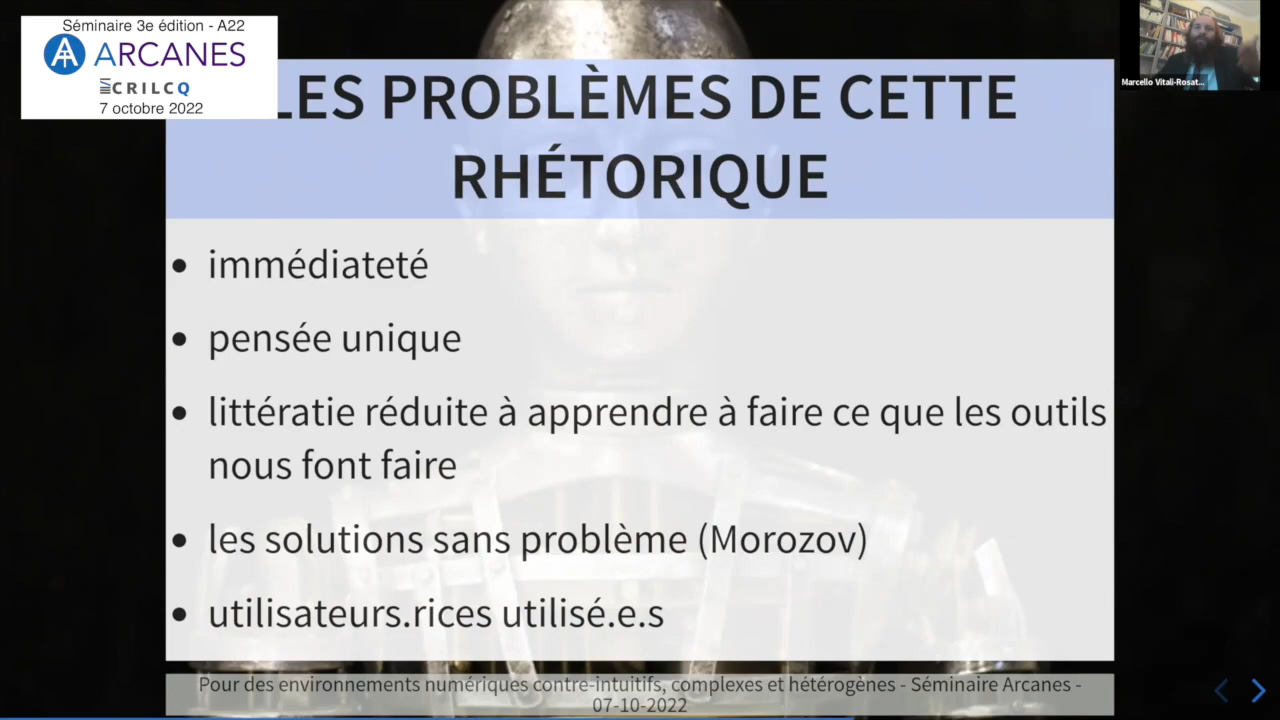 Séminaire 3e édition - A22
ARCANES
CRILCQ
7 octobre 2022
Marcello Vitali-Rosat...
LES PROBLÈMES DE CETTE
RHÉTORIQUE
• immédiateté
• pensée unique
• littératie réduite à apprendre à faire ce que les outils
nous font faire
• les solutions sans problème (Morozov)
• utilisateurs.rices utilisé.e.s
Pour des environnements numériques contre-intuitifs, complexes et hétérogènes - Séminaire Arcanes -
07-10-2022